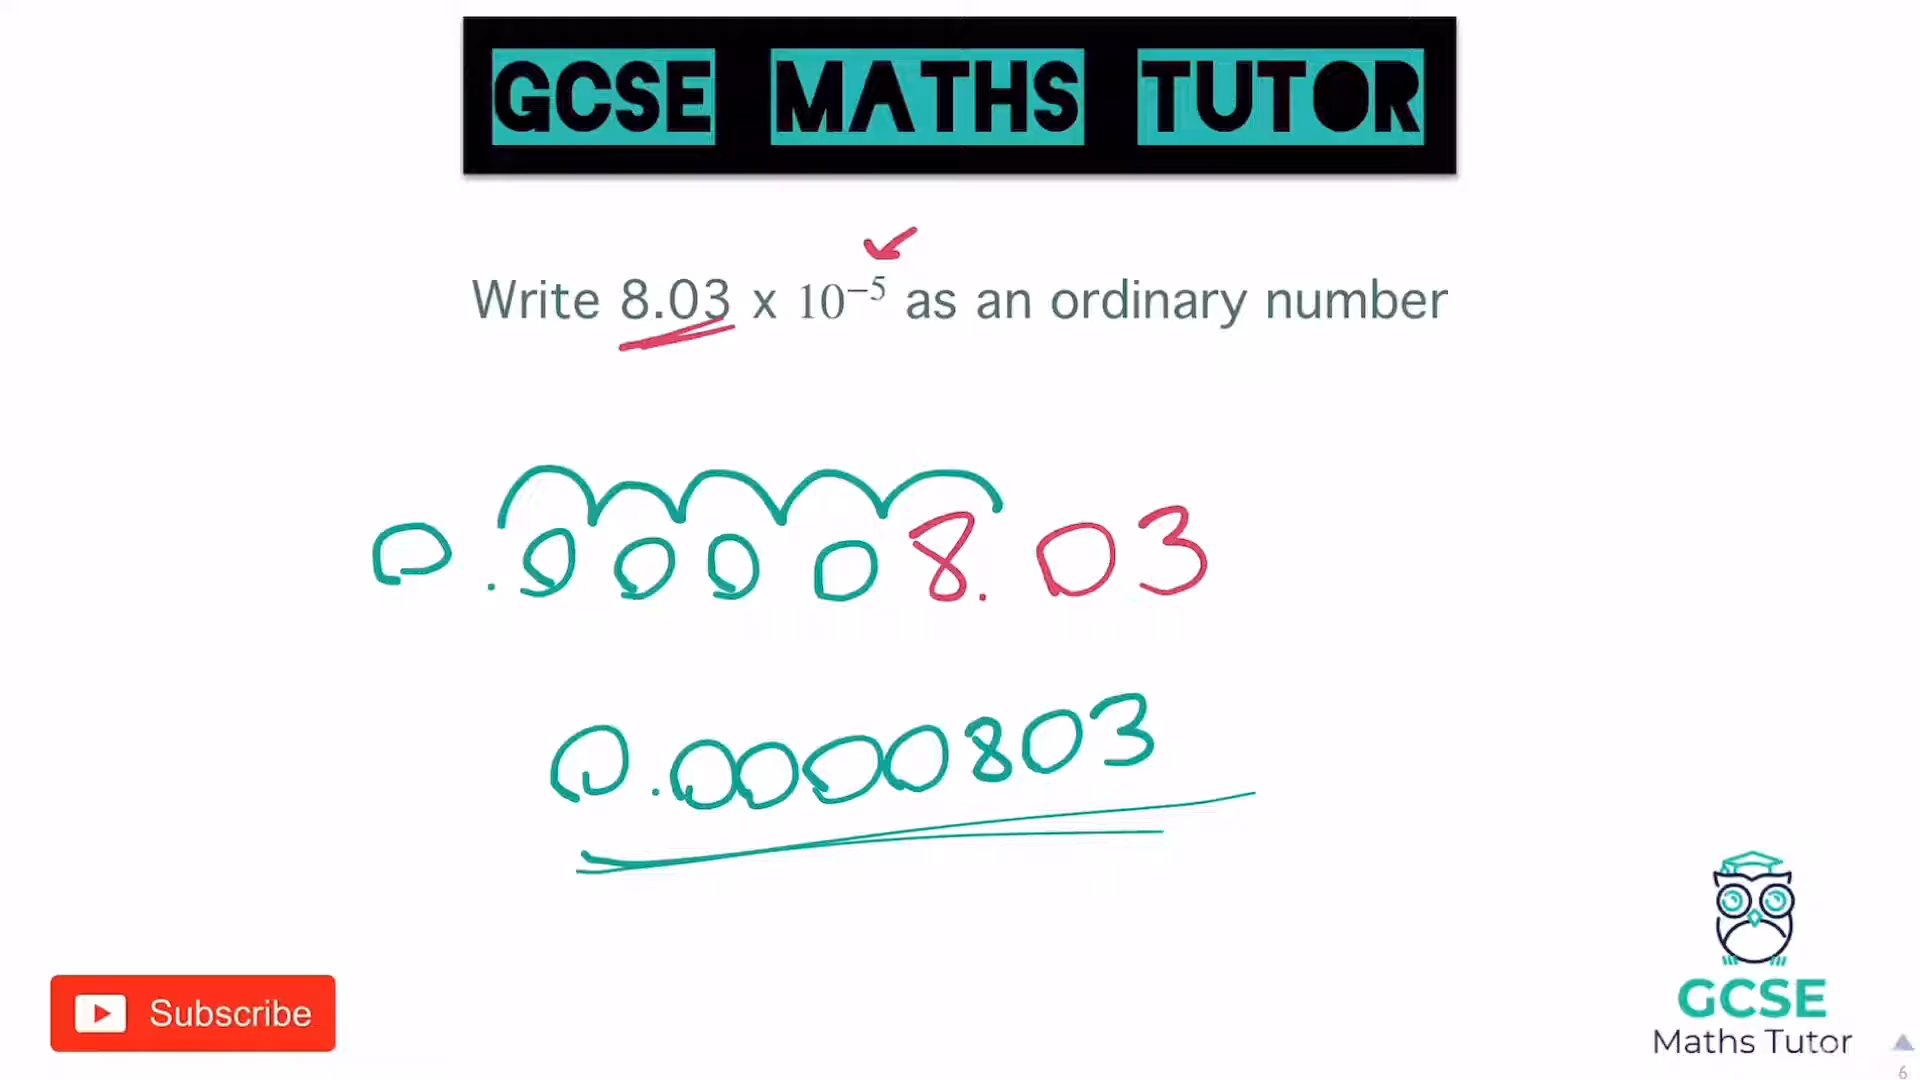 GCSE MATHS TUTOR
Write 8.03 x 10⁻⁵ as an ordinary number
0.00008.03
0.0000803
Subscribe
GCSE
Maths Tutor
6